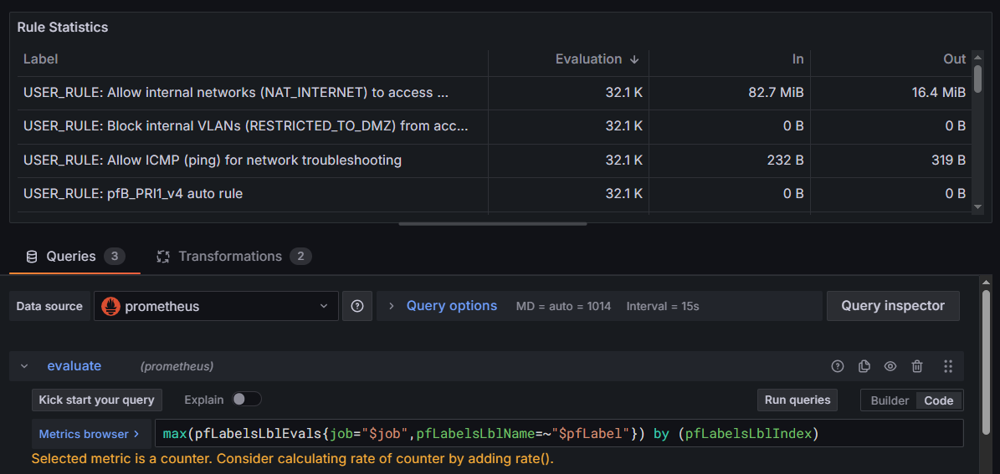 Rule Statistics
Label Evaluation In Out
USER_RULE: Allow internal networks (NAT_INTERNET) to access ... 32.1 K 82.7 MiB 16.4 MiB
USER_RULE: Block internal VLANs (RESTRICTED_TO_DMZ) from acc... 32.1 K 0 B 0 B
USER_RULE: Allow ICMP (ping) for network troubleshooting 32.1 K 232 B 319 B
USER_RULE: pfB_PRI1_v4 auto rule 32.1 K 0 B 0 B
Queries 3 Transformations 2
Data source prometheus Query options MD = auto = 1014 Interval = 15s Query inspector
evaluate (prometheus)
Kick start your query Explain Run queries Builder Code
Metrics browser > max(pfLabelsLblEvals{job="$job",pfLabelsLblName=~"$pfLabel"}) by (pfLabelsLblIndex)
Selected metric is a counter. Consider calculating rate of counter by adding rate().